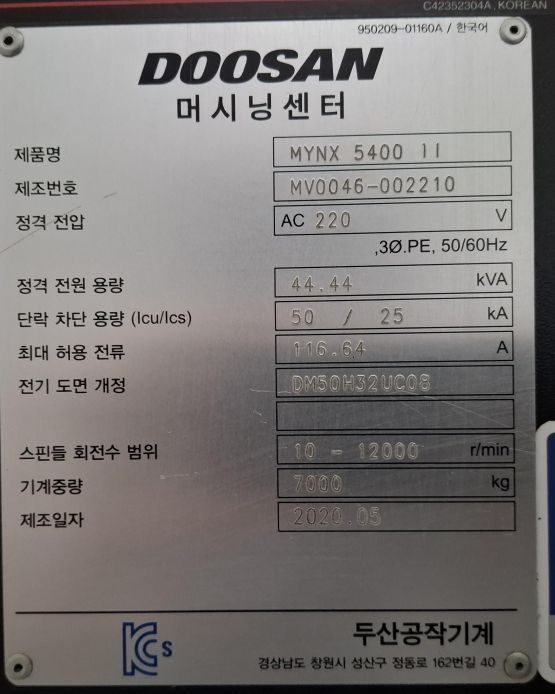 C42352304A, KOREAN
950209-01160A / 한국어
DOOSAN
머시닝센터
제품명 MYNX 5400 II
제조번호 MV0046-002210
정격 전압 AC 220 V
,3Ø.PE, 50/60Hz
정격 전원 용량 44.44 kVA
단락 차단 용량 (Icu/Ics) 50 / 25 kA
최대 허용 전류 116.64 A
전기 도면 개정 DM50H32UC08
스핀들 회전수 범위 10 - 12000 r/min
기계중량 7000 kg
제조일자 2020.05
KCs 두산공작기계
경상남도 창원시 성산구 정동로 162번길 40